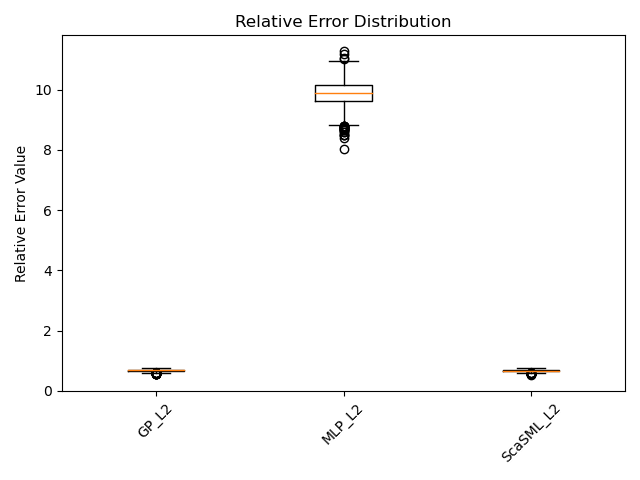 Relative Error Distribution
Relative Error Value
10
8
6
4
2
0
GP_L2
MLP_L2
ScaSML_L2